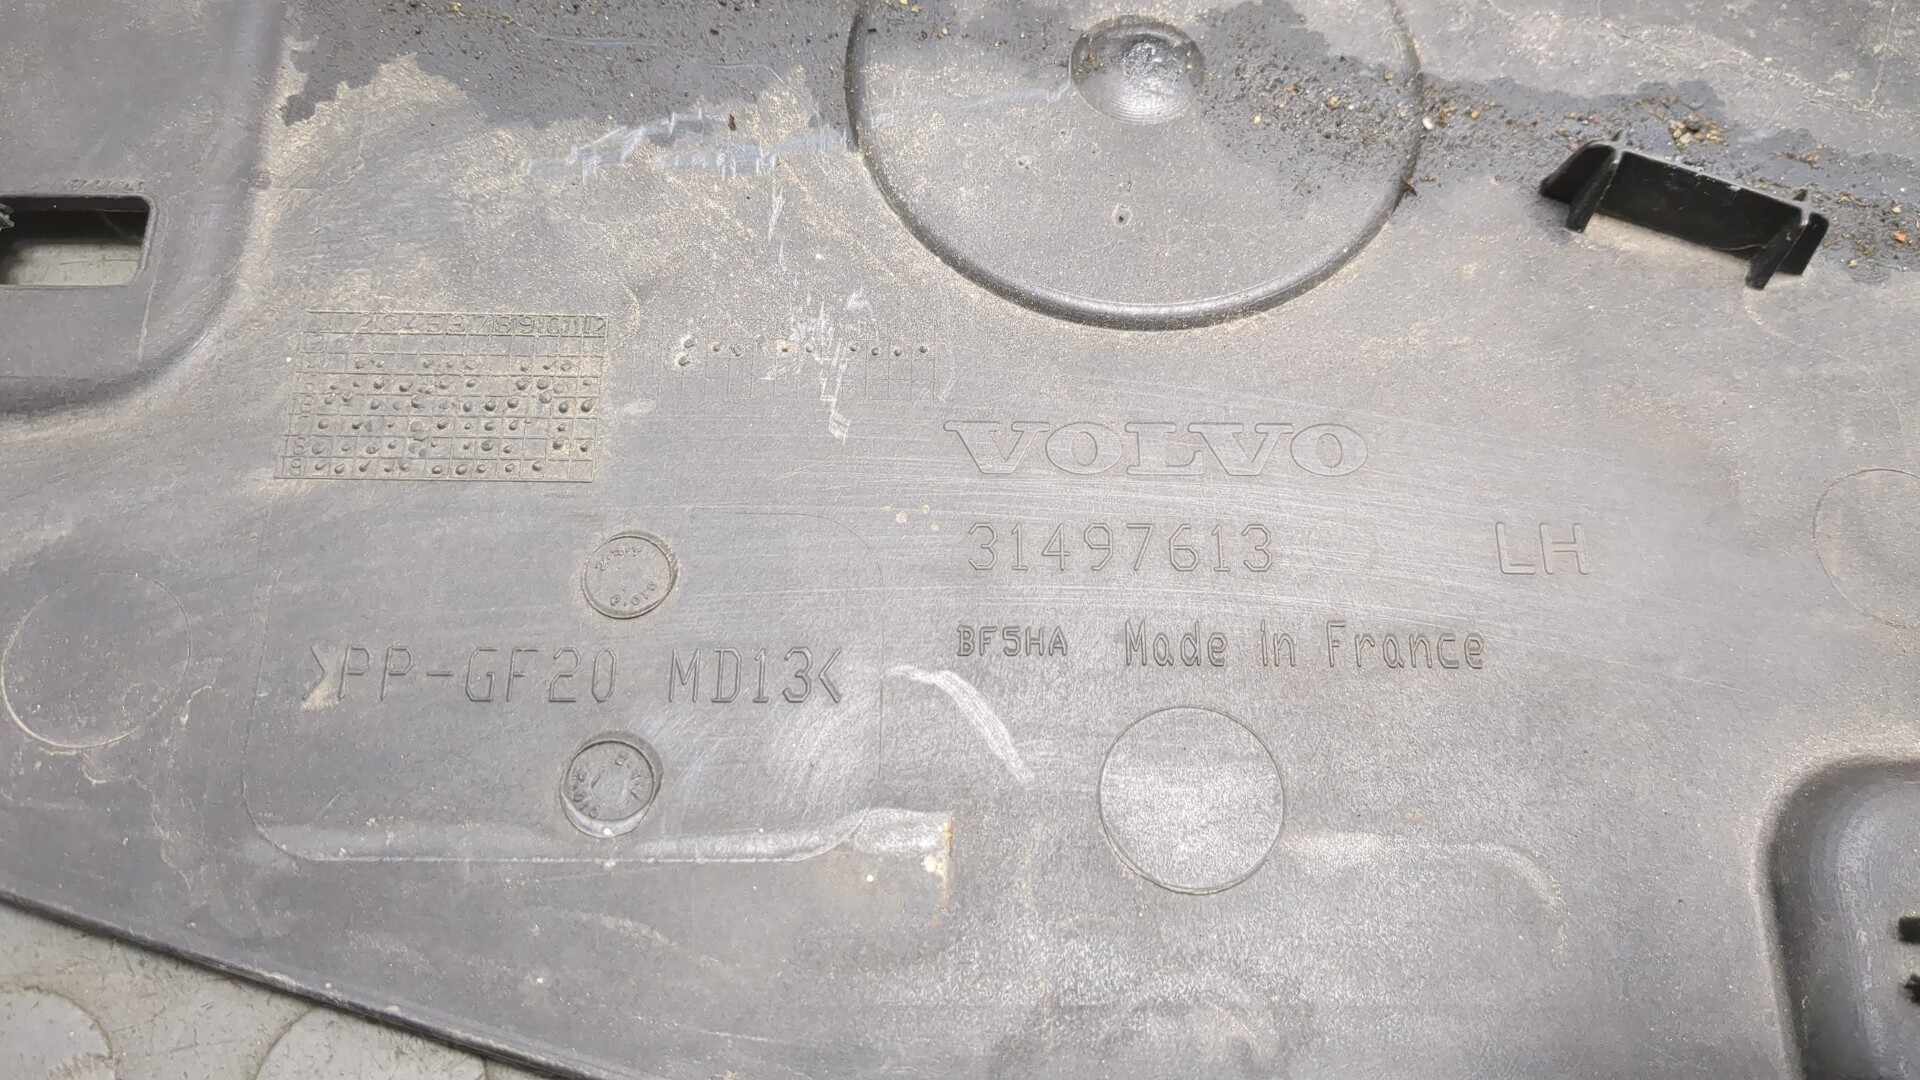 VOLVO
31497613 LH
BF5HA Made in France
>PP-GF20 MD13<